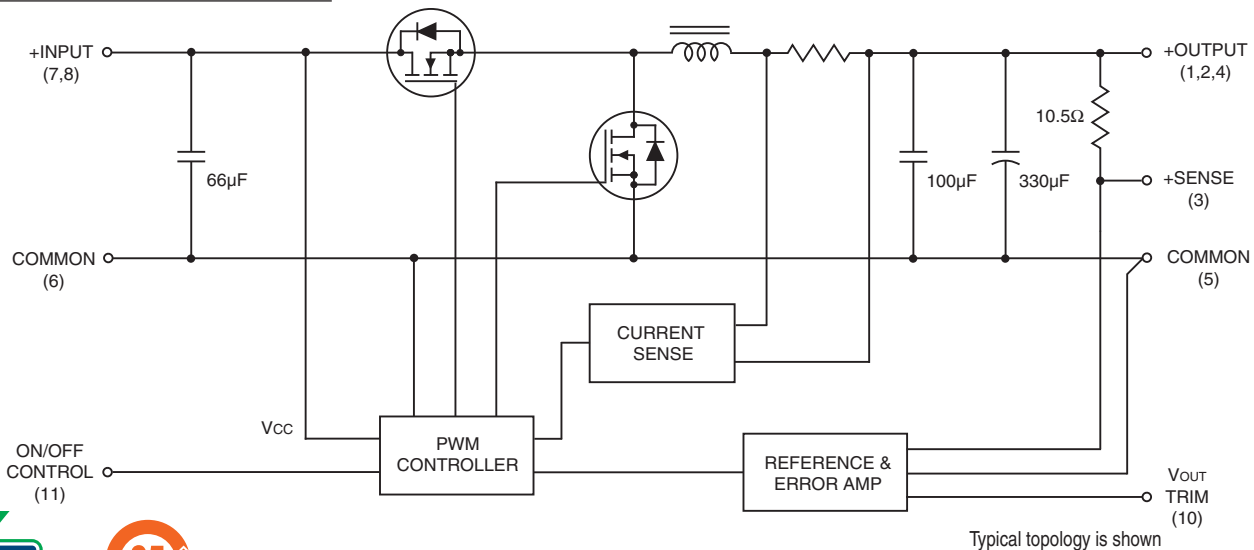 +INPUT
(7,8)
+OUTPUT
(1,2,4)
10.5Ω
66µF
100µF
330µF
+SENSE
(3)
COMMON
(6)
COMMON
(5)
CURRENT
SENSE
VCC
ON/OFF
CONTROL
(11)
PWM
CONTROLLER
REFERENCE &
ERROR AMP
VOUT
TRIM
(10)
Typical topology is shown